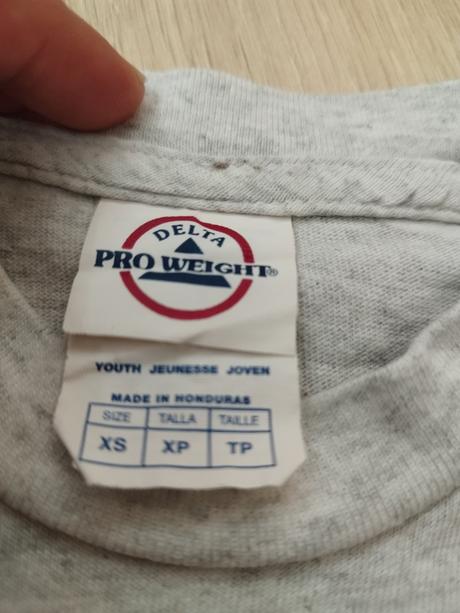 DELTA
PRO WEIGHT®
YOUTH JEUNESSE JOVEN
MADE IN HONDURAS
SIZE TALLA TAILLE
XS XP TP